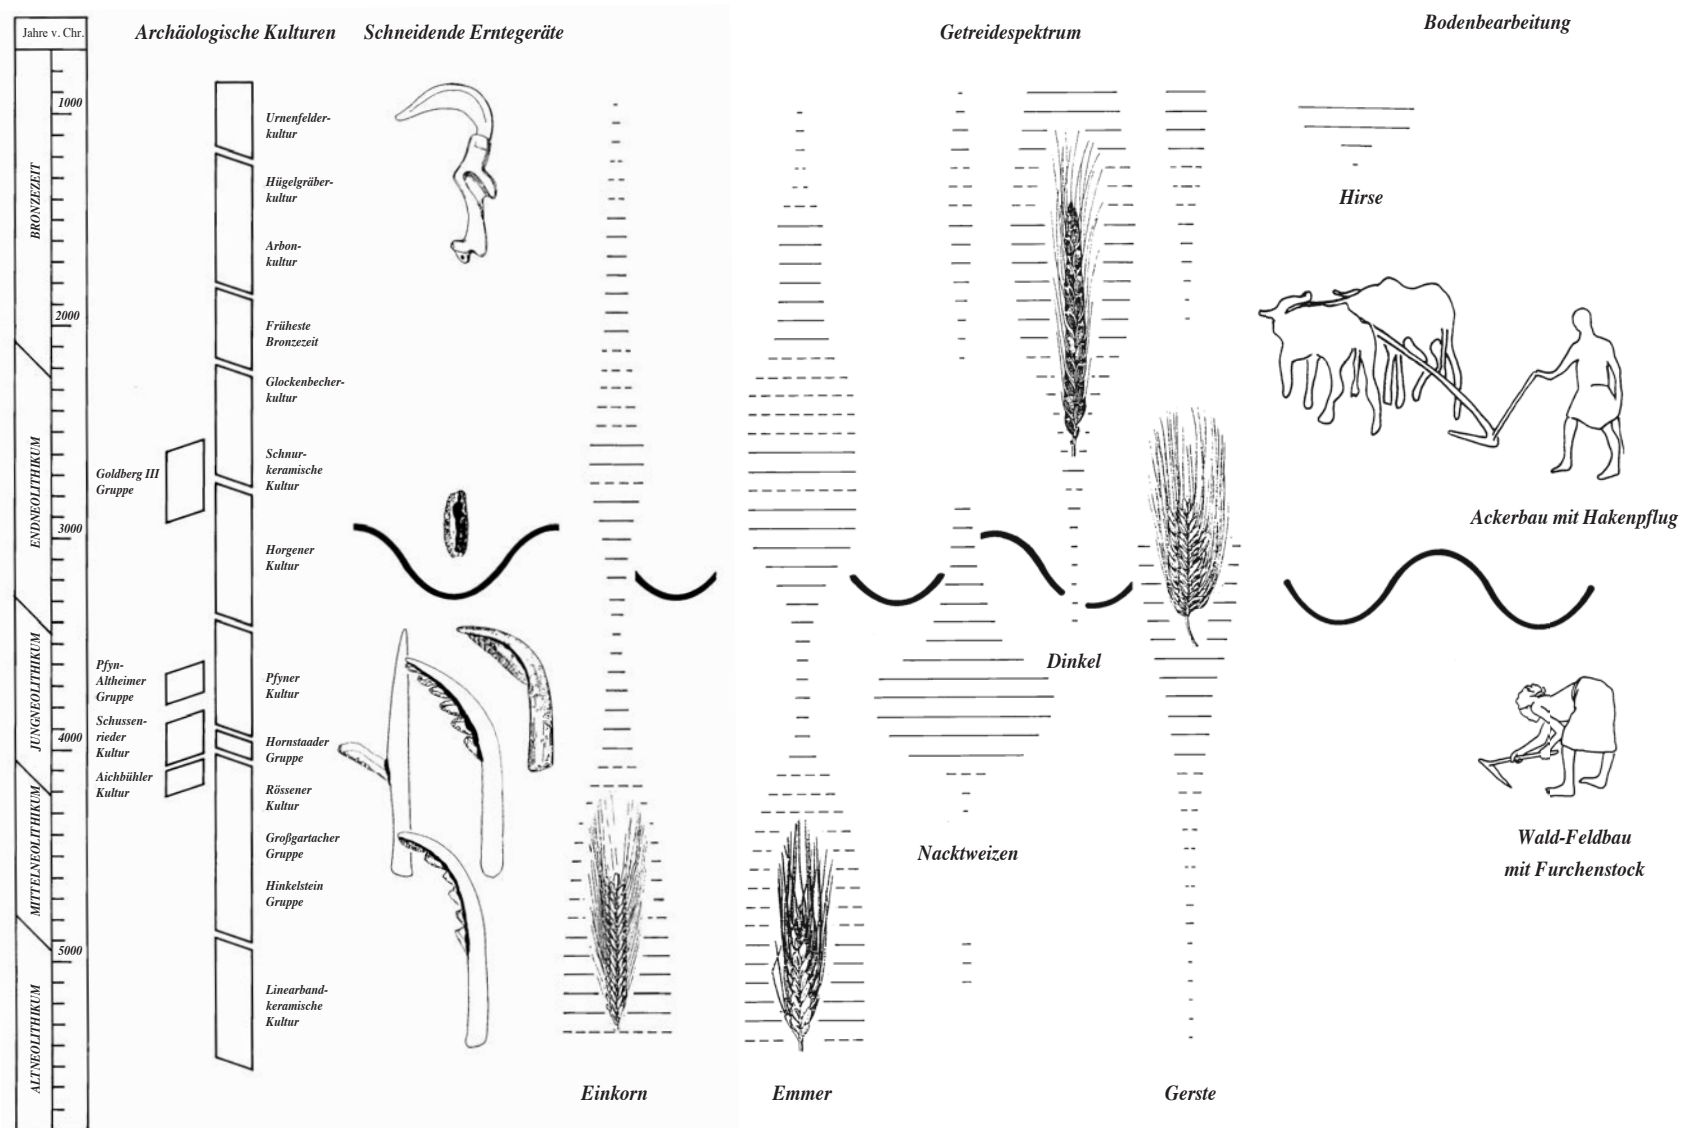 Jahre v. Chr.
Archäologische Kulturen
Schneidende Erntegeräte
Getreidespektrum
Bodenbearbeitung
1000
2000
3000
4000
5000
BRONZEZEIT
ENDNEOLITHIKUM
JUNGNEOLITHIKUM
MITTELNEOLITHIKUM
ALTNEOLITHIKUM
Goldberg III
Gruppe
Pfyn-
Altheimer
Gruppe
Schussen-
rieder
Kultur
Aichbühler
Kultur
Urnenfelder-
kultur
Hügelgräber-
kultur
Arbon-
kultur
Früheste
Bronzezeit
Glockenbecher-
kultur
Schnur-
keramische
Kultur
Horgener
Kultur
Pfyner
Kultur
Hornstaader
Gruppe
Rössener
Kultur
Großgartacher
Gruppe
Hinkelstein
Gruppe
Linearband-
keramische
Kultur
Einkorn
Emmer
Nacktweizen
Dinkel
Gerste
Hirse
Ackerbau mit Hakenpflug
Wald-Feldbau
mit Furchenstock